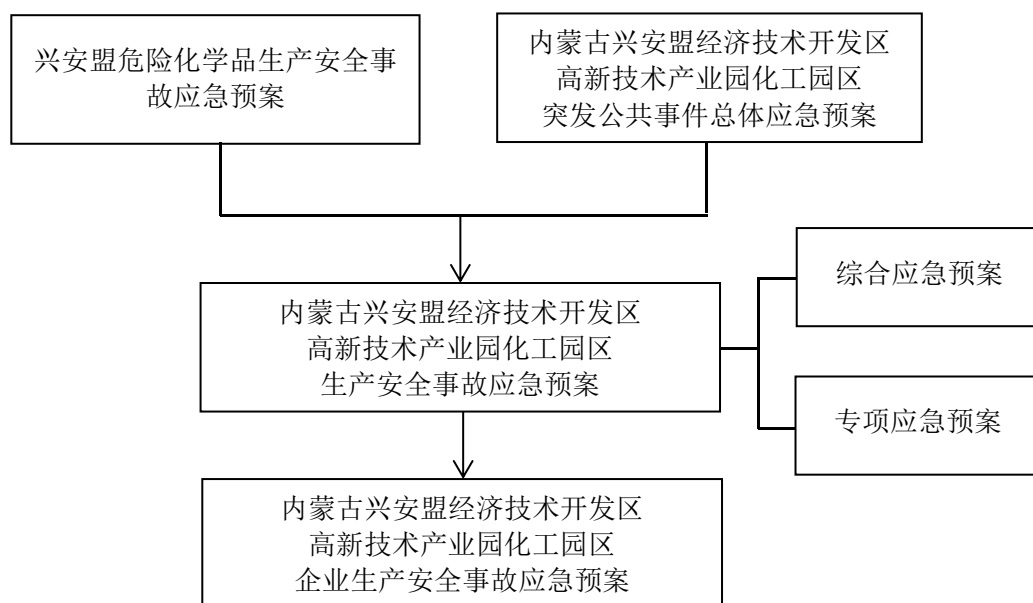 兴安盟危险化学品生产安全事
故应急预案
内蒙古兴安盟经济技术开发区
高新技术产业园化工园区
突发公共事件总体应急预案
综合应急预案
内蒙古兴安盟经济技术开发区
高新技术产业园化工园区
生产安全事故应急预案
专项应急预案
内蒙古兴安盟经济技术开发区
高新技术产业园化工园区
企业生产安全事故应急预案